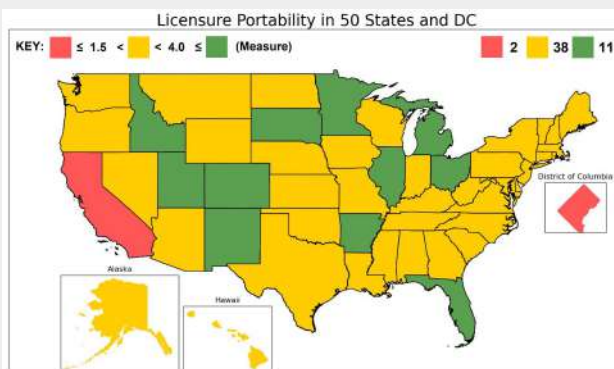 Licensure Portability in 50 States and DC
KEY: ≤ 1.5 < < 4.0 ≤ (Measure) 2 38 11
District of Columbia
Alaska
Hawaii